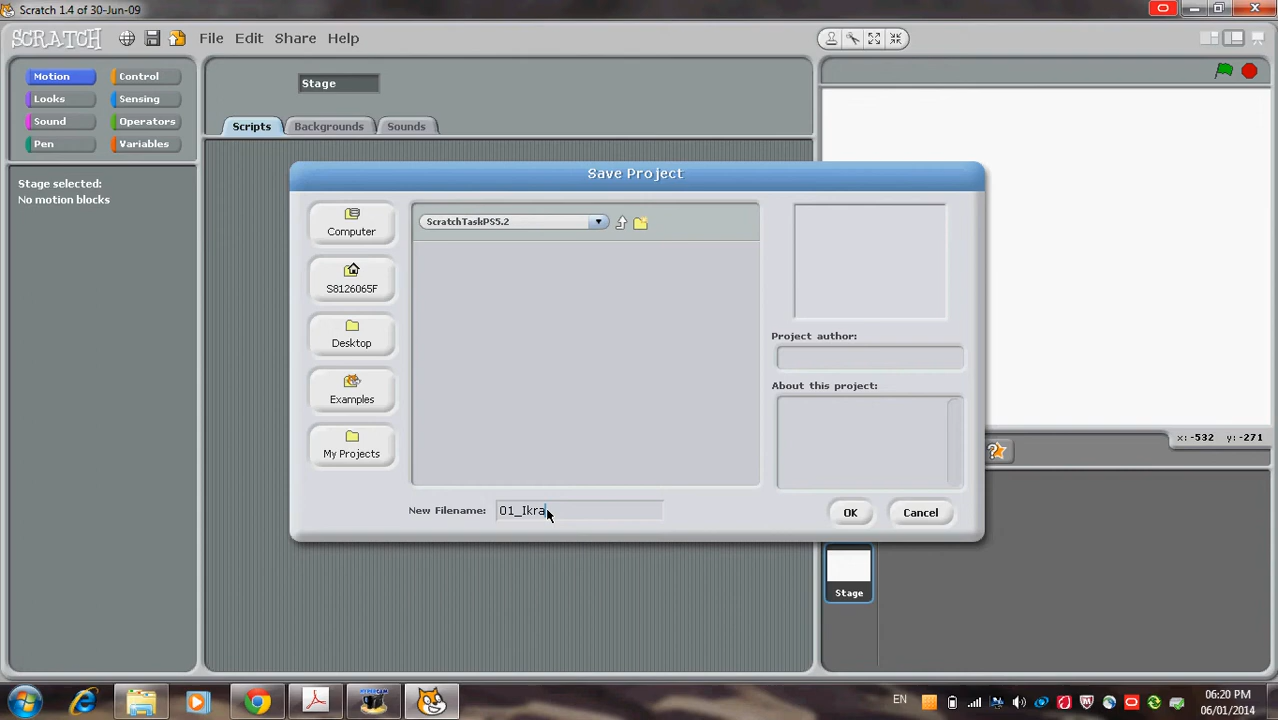 Scratch 1.4 of 30-Jun-09
SCRATCH File Edit Share Help
Motion Control
Looks Sensing
Sound Operators
Pen Variables
Stage selected:
No motion blocks
Stage
Scripts Backgrounds Sounds
Save Project
Computer
S8126065F
Desktop
Examples
My Projects
ScratchTaskPS5.2
Project author:
About this project:
New Filename: 01_Ikra
OK Cancel
x: -532 y: -271
Stage
EN
06:20 PM
06/01/2014